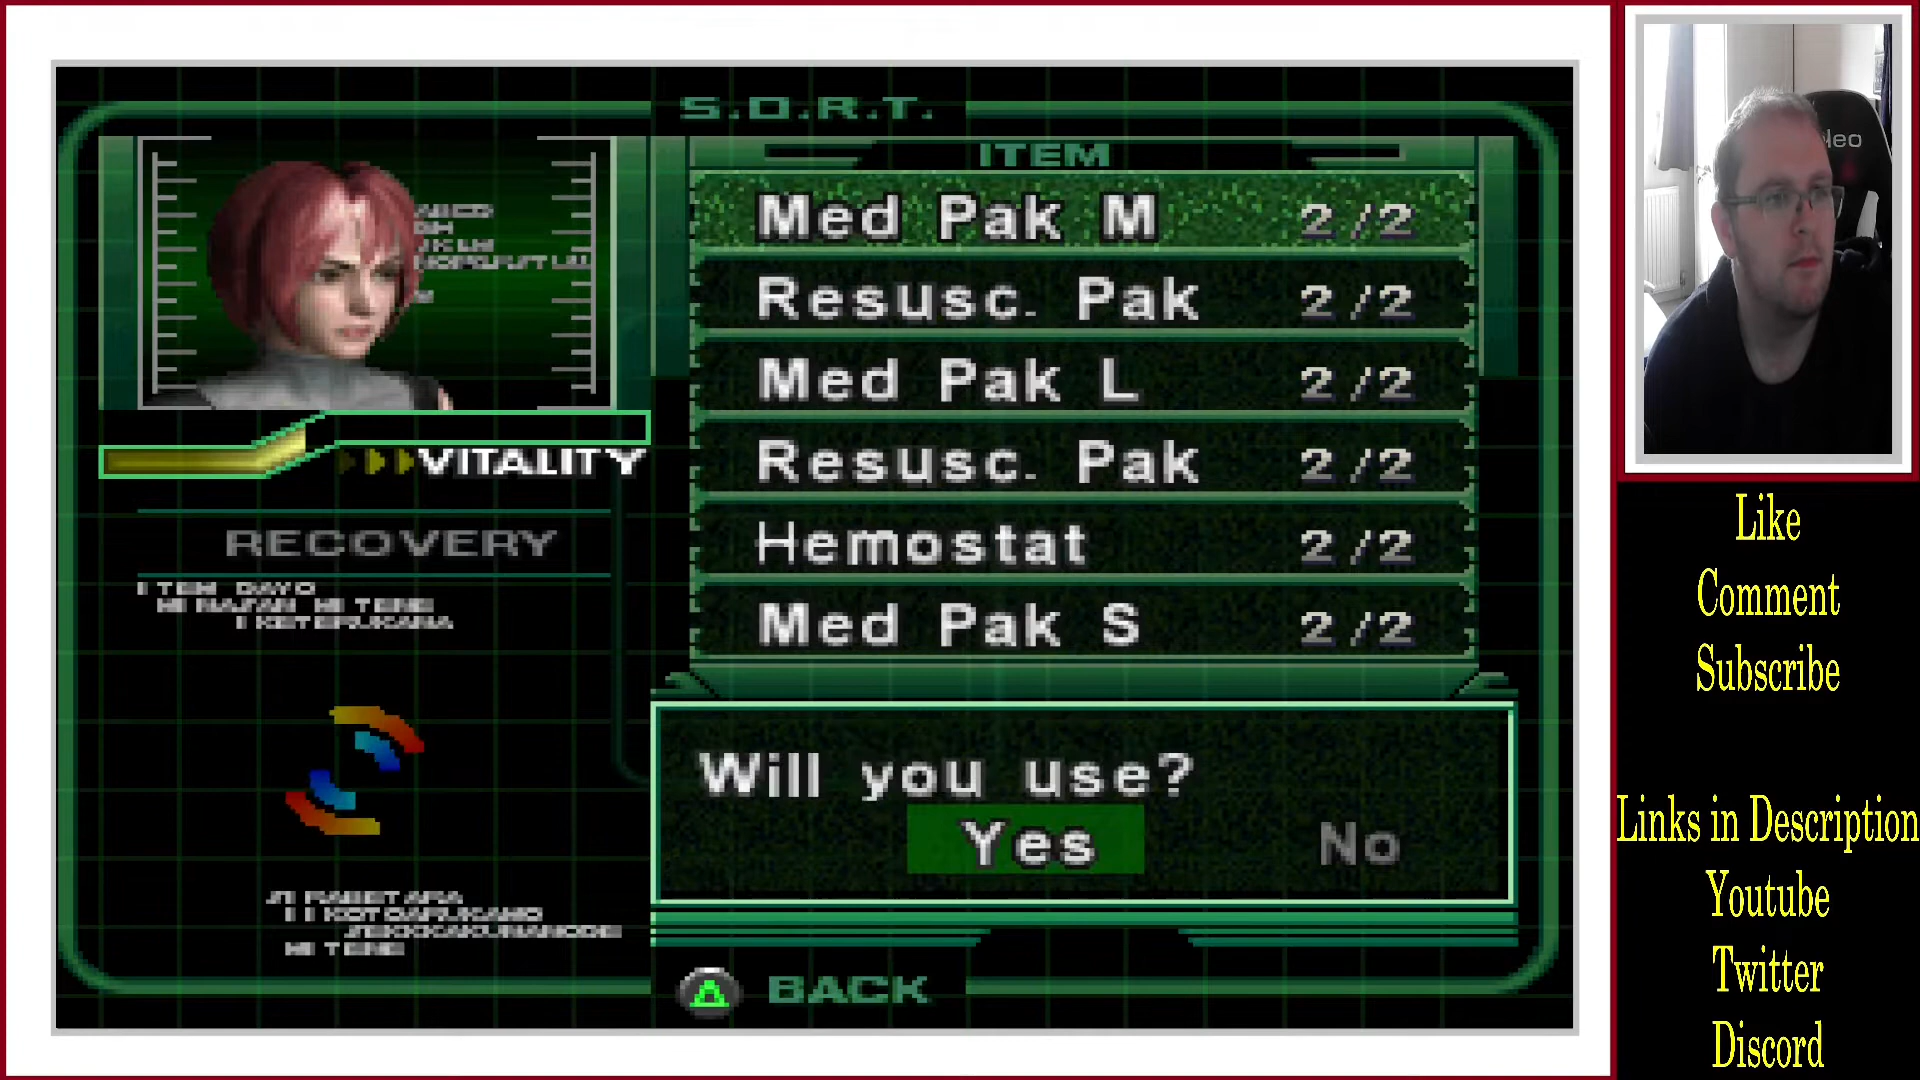 S.O.R.T.
ITEM
Med Pak M 2/2
Resusc. Pak 2/2
Med Pak L 2/2
Resusc. Pak 2/2
Hemostat 2/2
Med Pak S 2/2
VITALITY
RECOVERY
Will you use?
Yes No
BACK
Like
Comment
Subscribe
Links in Description
Youtube
Twitter
Discord